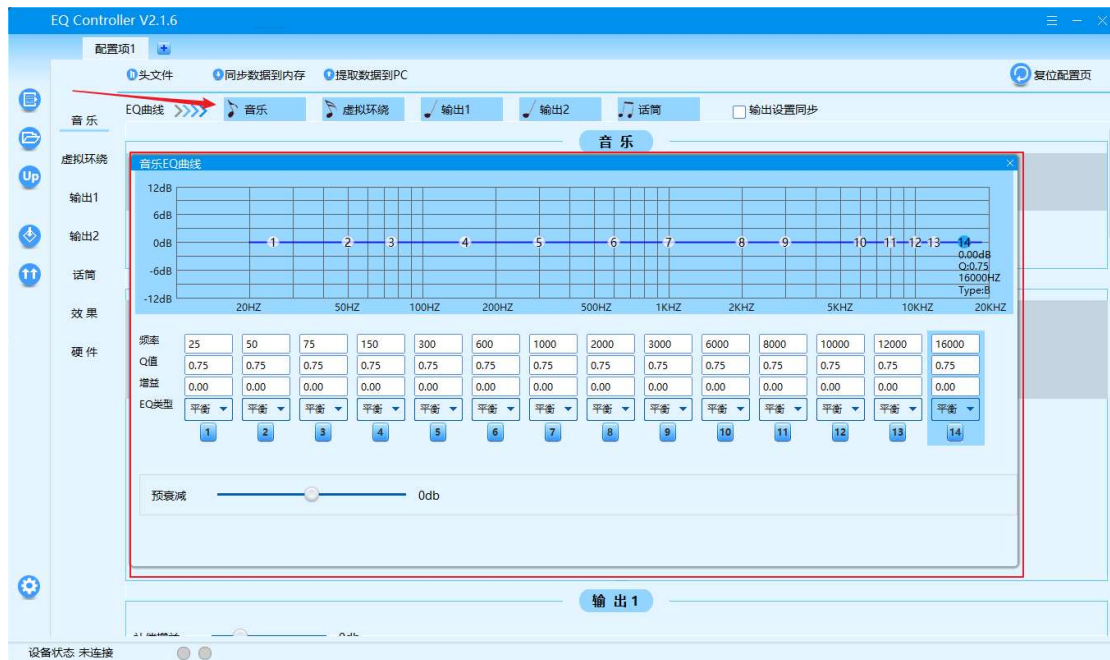 EQ Controller V2.1.6
配置项1
头文件 同步数据到内存 提取数据到PC 复位配置页
EQ曲线 音乐 虚拟环绕 输出1 输出2 话筒 输出设置同步
音乐
虚拟环绕
输出1
输出2
话筒
效果
硬件
音乐
音乐EQ曲线
12dB
6dB
0dB
-6dB
-12dB
1 2 3 4 5 6 7 8 9 10 11 12 13 14
0.00dB
Q:0.75
16000HZ
Type:B
20HZ 50HZ 100HZ 200HZ 500HZ 1KHZ 2KHZ 5KHZ 10KHZ 20KHZ
频率 25 50 75 150 300 600 1000 2000 3000 6000 8000 10000 12000 16000
Q值 0.75 0.75 0.75 0.75 0.75 0.75 0.75 0.75 0.75 0.75 0.75 0.75 0.75 0.75
增益 0.00 0.00 0.00 0.00 0.00 0.00 0.00 0.00 0.00 0.00 0.00 0.00 0.00 0.00
EQ类型 平衡 平衡 平衡 平衡 平衡 平衡 平衡 平衡 平衡 平衡 平衡 平衡 平衡 平衡
1 2 3 4 5 6 7 8 9 10 11 12 13 14
预衰减 0db
输出1
Up
设备状态 未连接